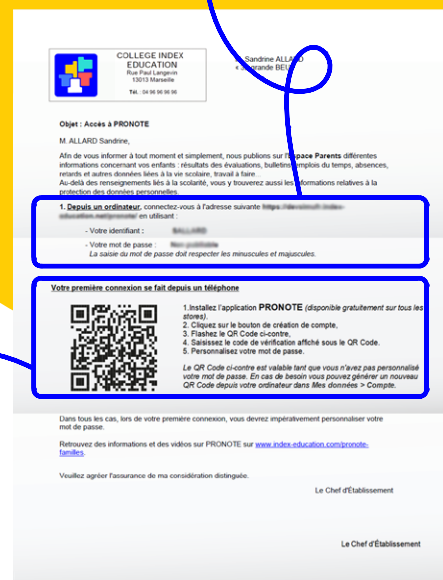 COLLEGE INDEX
EDUCATION
Rue Paul Langevin
13013 Marseille
Tél. : 04 96 96 96 96
Sandrine ALLARD
grande BEU
Objet : Accès à PRONOTE
M. ALLARD Sandrine,
Afin de vous informer à tout moment et simplement, nous publions sur l'Espace Parents différentes
informations concernant vos enfants : résultats des évaluations, bulletins, emplois du temps, absences,
retards et autres données liées à la vie scolaire, travail à faire...
Au-delà des renseignements liés à la scolarité, vous y trouverez aussi les informations relatives à la
protection des données personnelles.
1. Depuis un ordinateur, connectez-vous à l'adresse suivante
en utilisant :
- Votre identifiant :
- Votre mot de passe :
La saisie du mot de passe doit respecter les minuscules et majuscules.
Votre première connexion se fait depuis un téléphone
1.Installez l'application PRONOTE (disponible gratuitement sur tous les
stores).
2. Cliquez sur le bouton de création de compte,
3. Flashez le QR Code ci-contre,
4. Saisissez le code de vérification affiché sous le QR Code.
5. Personnalisez votre mot de passe.
Le QR Code ci-contre est valable tant que vous n'avez pas personnalisé
votre mot de passe. En cas de besoin vous pouvez générer un nouveau
QR Code depuis votre ordinateur dans Mes données > Compte.
Dans tous les cas, lors de votre première connexion, vous devrez impérativement personnaliser votre
mot de passe.
Retrouvez des informations et des vidéos sur PRONOTE sur www.index-education.com/pronote-
familles.
Veuillez agréer l'assurance de ma considération distinguée.
Le Chef d'Établissement
Le Chef d'Établissement